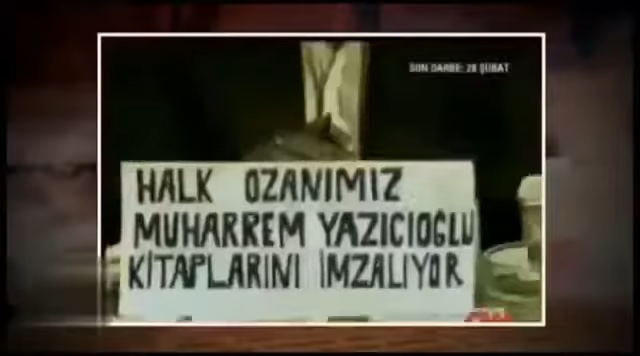 SON DARBE: 28 ŞUBAT
HALK OZANIMIZ
MUHARREM YAZICIOĞLU
KİTAPLARINI İMZALIYOR